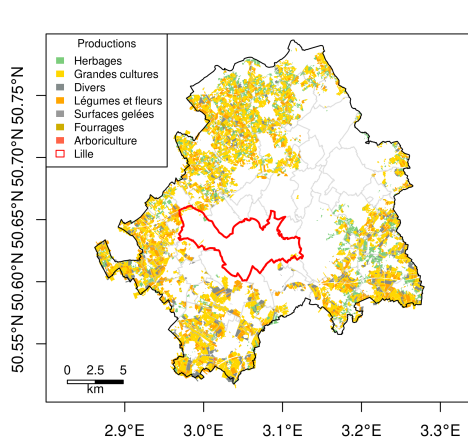 Productions
Herbages
Grandes cultures
Divers
Légumes et fleurs
Surfaces gelées
Fourrages
Arboriculture
Lille
50.75°N
50.70°N
50.65°N
50.60°N
50.55°N
0 2.5 5
km
2.9°E 3.0°E 3.1°E 3.2°E 3.3°E